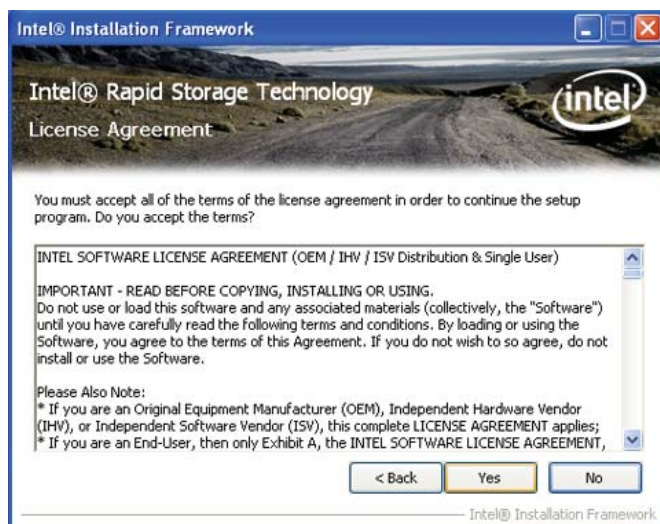 Intel® Installation Framework
Intel® Rapid Storage Technology
License Agreement
intel
You must accept all of the terms of the license agreement in order to continue the setup
program. Do you accept the terms?
INTEL SOFTWARE LICENSE AGREEMENT (OEM / IHV / ISV Distribution & Single User)
IMPORTANT - READ BEFORE COPYING, INSTALLING OR USING.
Do not use or load this software and any associated materials (collectively, the "Software")
until you have carefully read the following terms and conditions. By loading or using the
Software, you agree to the terms of this Agreement. If you do not wish to so agree, do not
install or use the Software.
Please Also Note:
* If you are an Original Equipment Manufacturer (OEM), Independent Hardware Vendor
(IHV), or Independent Software Vendor (ISV), this complete LICENSE AGREEMENT applies;
* If you are an End-User, then only Exhibit A, the INTEL SOFTWARE LICENSE AGREEMENT,
< Back Yes No
Intel® Installation Framework